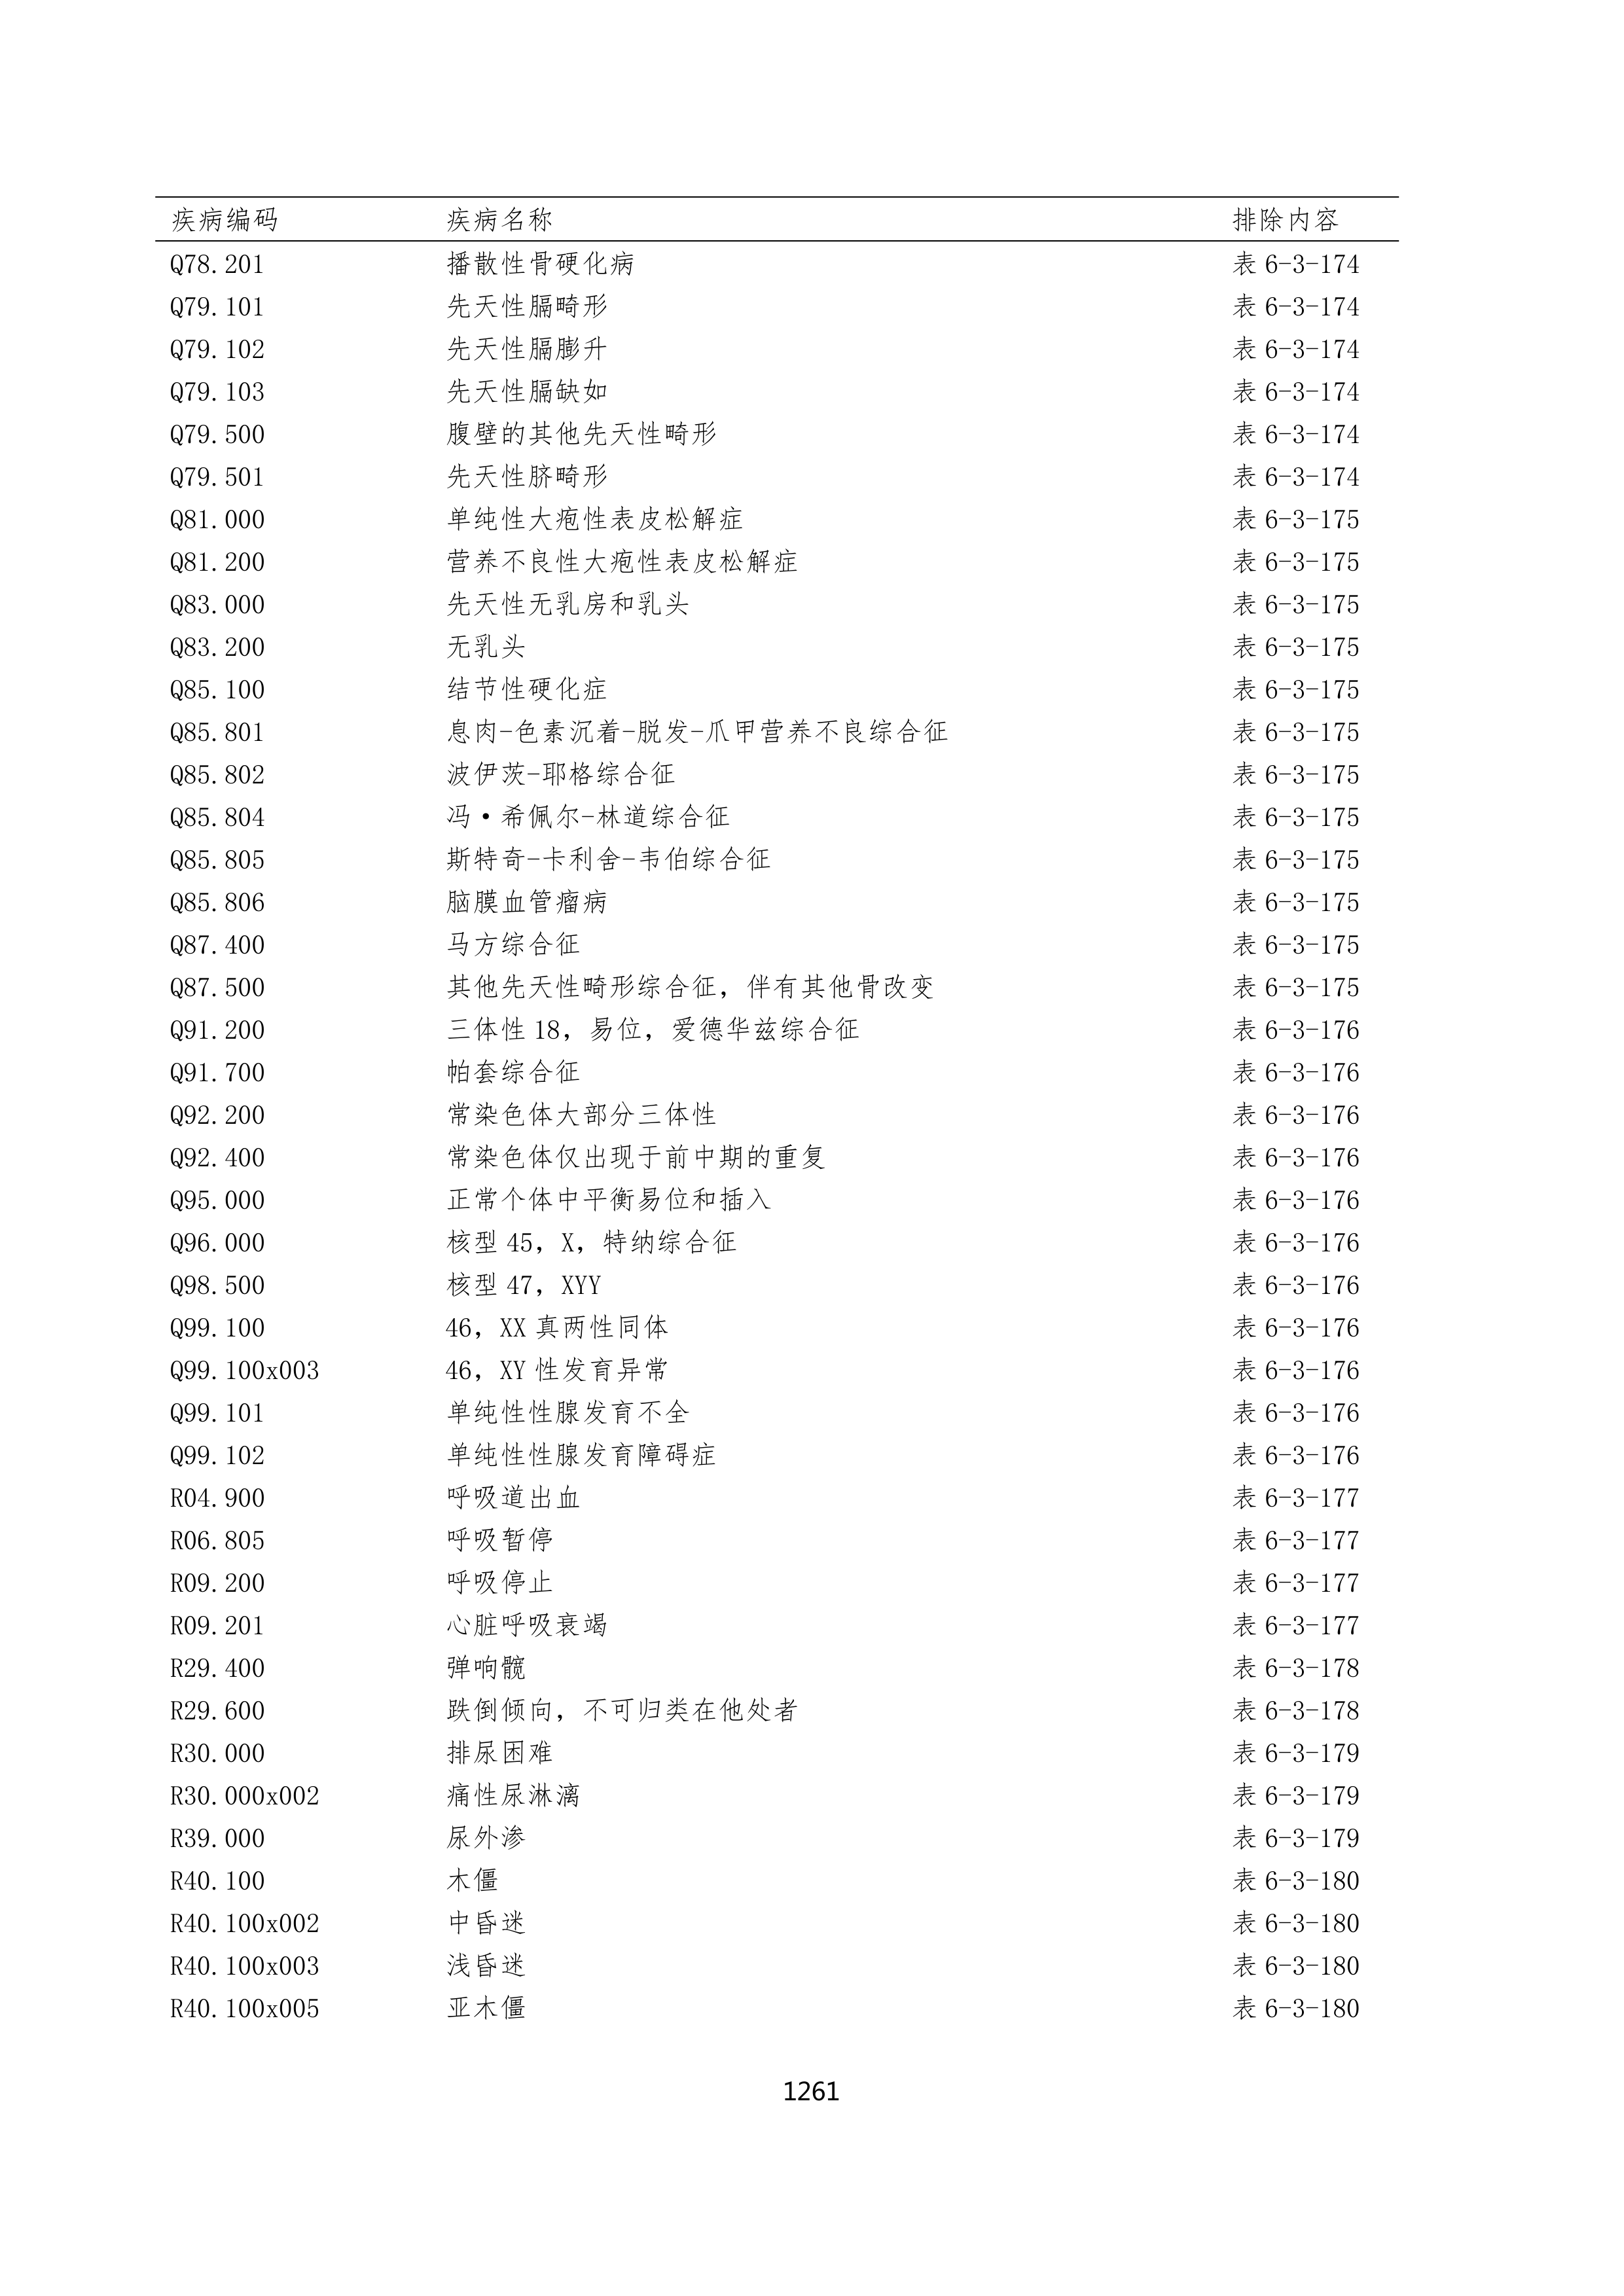 疾病编码 疾病名称 排除内容
Q78.201 播散性骨硬化病 表 6-3-174
Q79.101 先天性膈畸形 表 6-3-174
Q79.102 先天性膈膨升 表 6-3-174
Q79.103 先天性膈缺如 表 6-3-174
Q79.500 腹壁的其他先天性畸形 表 6-3-174
Q79.501 先天性脐畸形 表 6-3-174
Q81.000 单纯性大疱性表皮松解症 表 6-3-175
Q81.200 营养不良性大疱性表皮松解症 表 6-3-175
Q83.000 先天性无乳房和乳头 表 6-3-175
Q83.200 无乳头 表 6-3-175
Q85.100 结节性硬化症 表 6-3-175
Q85.801 息肉-色素沉着-脱发-爪甲营养不良综合征 表 6-3-175
Q85.802 波伊茨-耶格综合征 表 6-3-175
Q85.804 冯·希佩尔-林道综合征 表 6-3-175
Q85.805 斯特奇-卡利舍-韦伯综合征 表 6-3-175
Q85.806 脑膜血管瘤病 表 6-3-175
Q87.400 马方综合征 表 6-3-175
Q87.500 其他先天性畸形综合征，伴有其他骨改变 表 6-3-175
Q91.200 三体性 18，易位，爱德华兹综合征 表 6-3-176
Q91.700 帕套综合征 表 6-3-176
Q92.200 常染色体大部分三体性 表 6-3-176
Q92.400 常染色体仅出现于前中期的重复 表 6-3-176
Q95.000 正常个体中平衡易位和插入 表 6-3-176
Q96.000 核型 45，X，特纳综合征 表 6-3-176
Q98.500 核型 47，XYY 表 6-3-176
Q99.100 46，XX 真两性同体 表 6-3-176
Q99.100x003 46，XY 性发育异常 表 6-3-176
Q99.101 单纯性性腺发育不全 表 6-3-176
Q99.102 单纯性性腺发育障碍症 表 6-3-176
R04.900 呼吸道出血 表 6-3-177
R06.805 呼吸暂停 表 6-3-177
R09.200 呼吸停止 表 6-3-177
R09.201 心脏呼吸衰竭 表 6-3-177
R29.400 弹响髋 表 6-3-178
R29.600 跌倒倾向，不可归类在他处者 表 6-3-178
R30.000 排尿困难 表 6-3-179
R30.000x002 痛性尿淋漓 表 6-3-179
R39.000 尿外渗 表 6-3-179
R40.100 木僵 表 6-3-180
R40.100x002 中昏迷 表 6-3-180
R40.100x003 浅昏迷 表 6-3-180
R40.100x005 亚木僵 表 6-3-180
1261